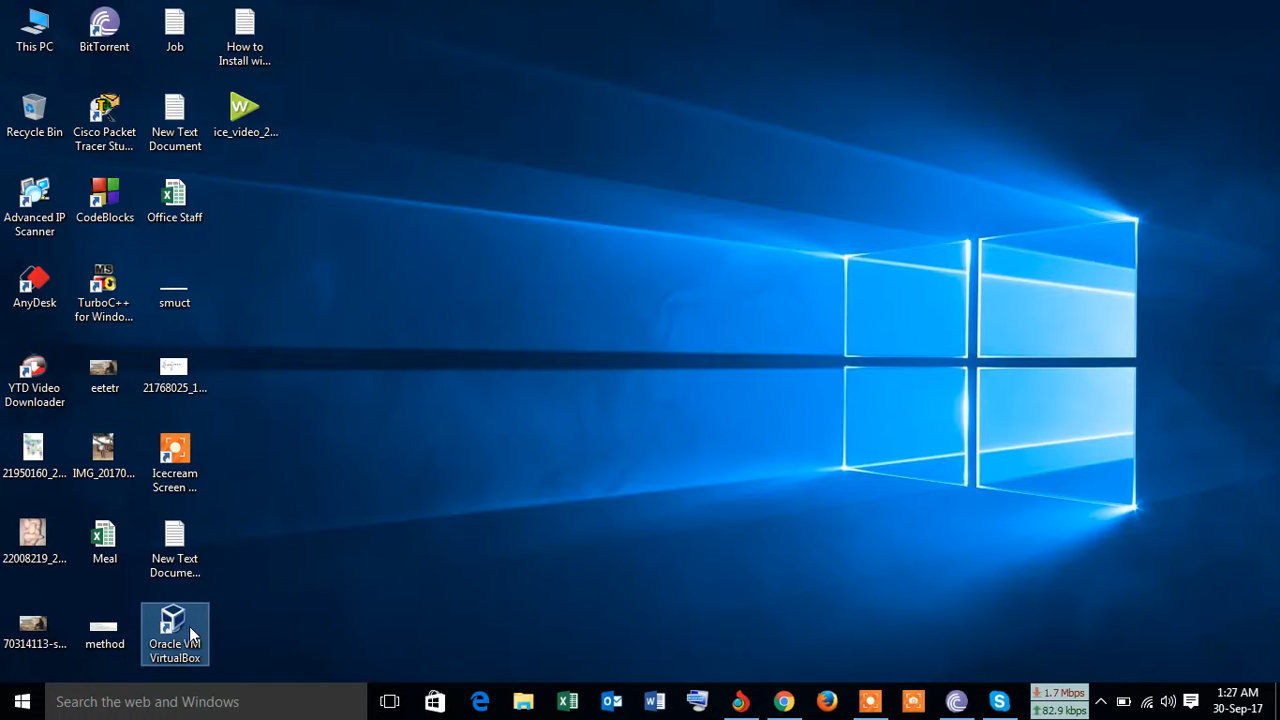 This PC
BitTorrent
Job
How to
Install wi...
Recycle Bin
Cisco Packet
Tracer Stu...
New Text
Document
W
ice_video_2...
Advanced IP
Scanner
CodeBlocks
Office Staff
AnyDesk
MS
TurboC++
for Windo...
smuct
YTD Video
Downloader
eetetr
21768025_1...
21950160_2...
IMG_20170...
Icecream
Screen ...
22008219_2...
Meal
New Text
Docume...
70314113-s...
method
Oracle VM
VirtualBox
Search the web and Windows
1.7 Mbps
82.9 kbps
1:27 AM
30-Sep-17